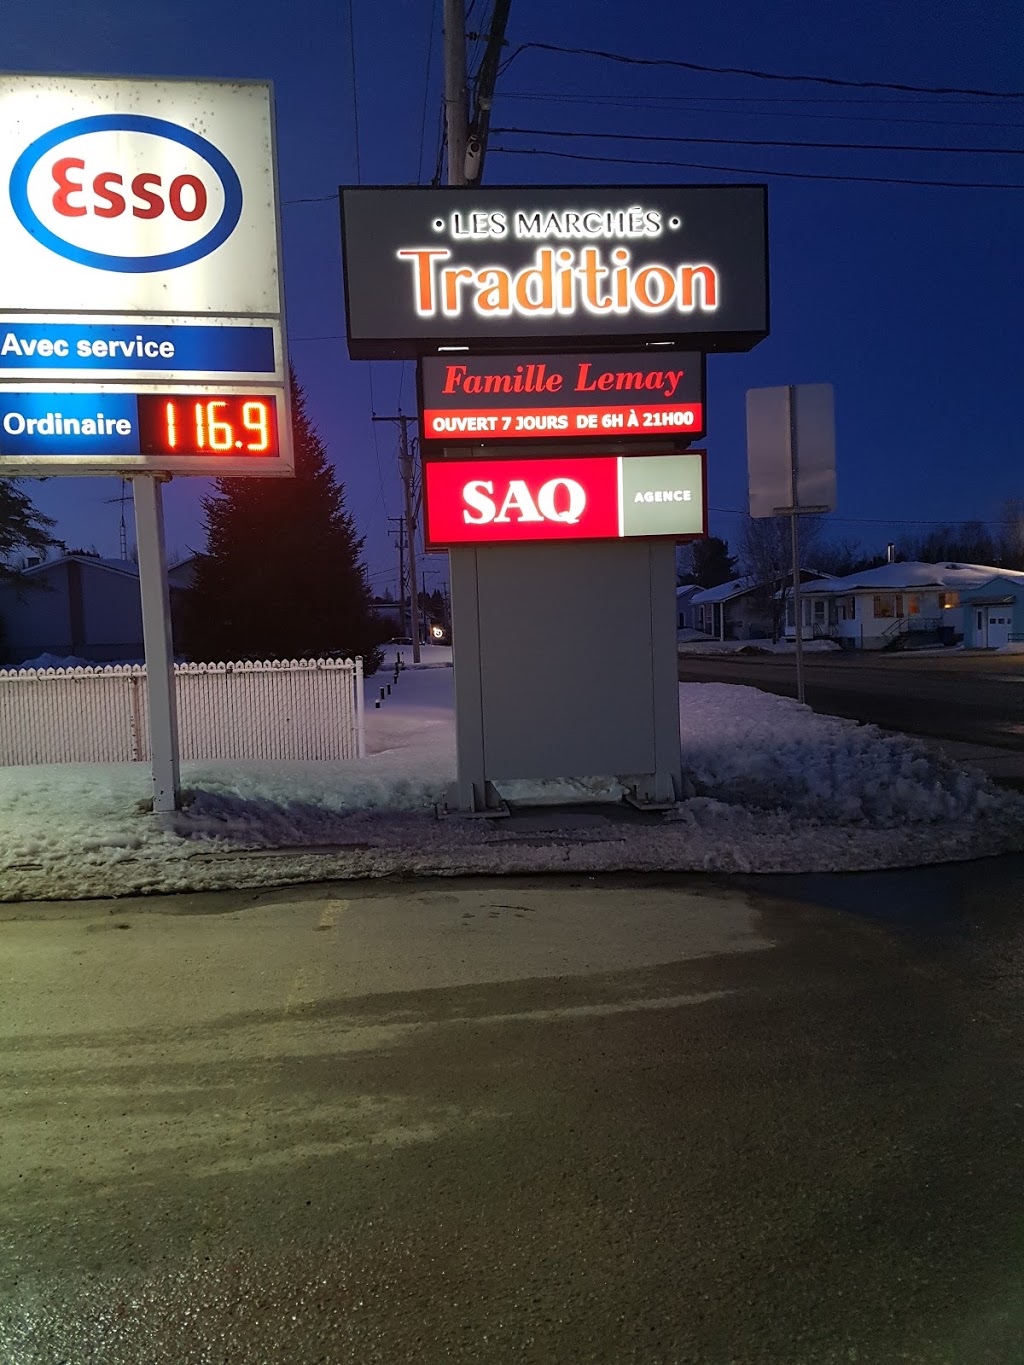 Esso
Avec service
Ordinaire 116.9
• LES MARCHÉS •
Tradition
Famille Lemay
OUVERT 7 JOURS DE 6H À 21H00
SAQ AGENCE